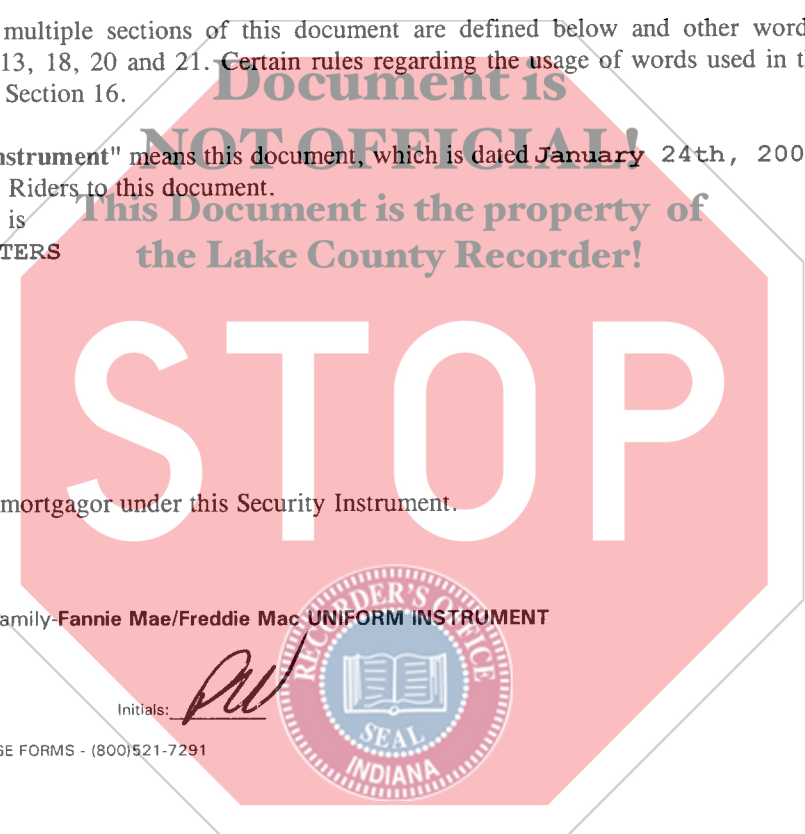 multiple sections of this document are defined below and other word
13, 18, 20 and 21. Certain rules regarding the usage of words used in t
Section 16.
Document is
NOT OFFICIAL!
nstrument" means this document, which is dated January 24th, 200
Riders to this document.
This Document is the property of
is
the Lake County Recorder!
TERS
STOP
mortgagor under this Security Instrument.
amily-Fannie Mae/Freddie Mac UNIFORM INSTRUMENT
RECORDER'S OFFICE
Initials:
SEAL
INDIANA
GE FORMS - (800)521-7291